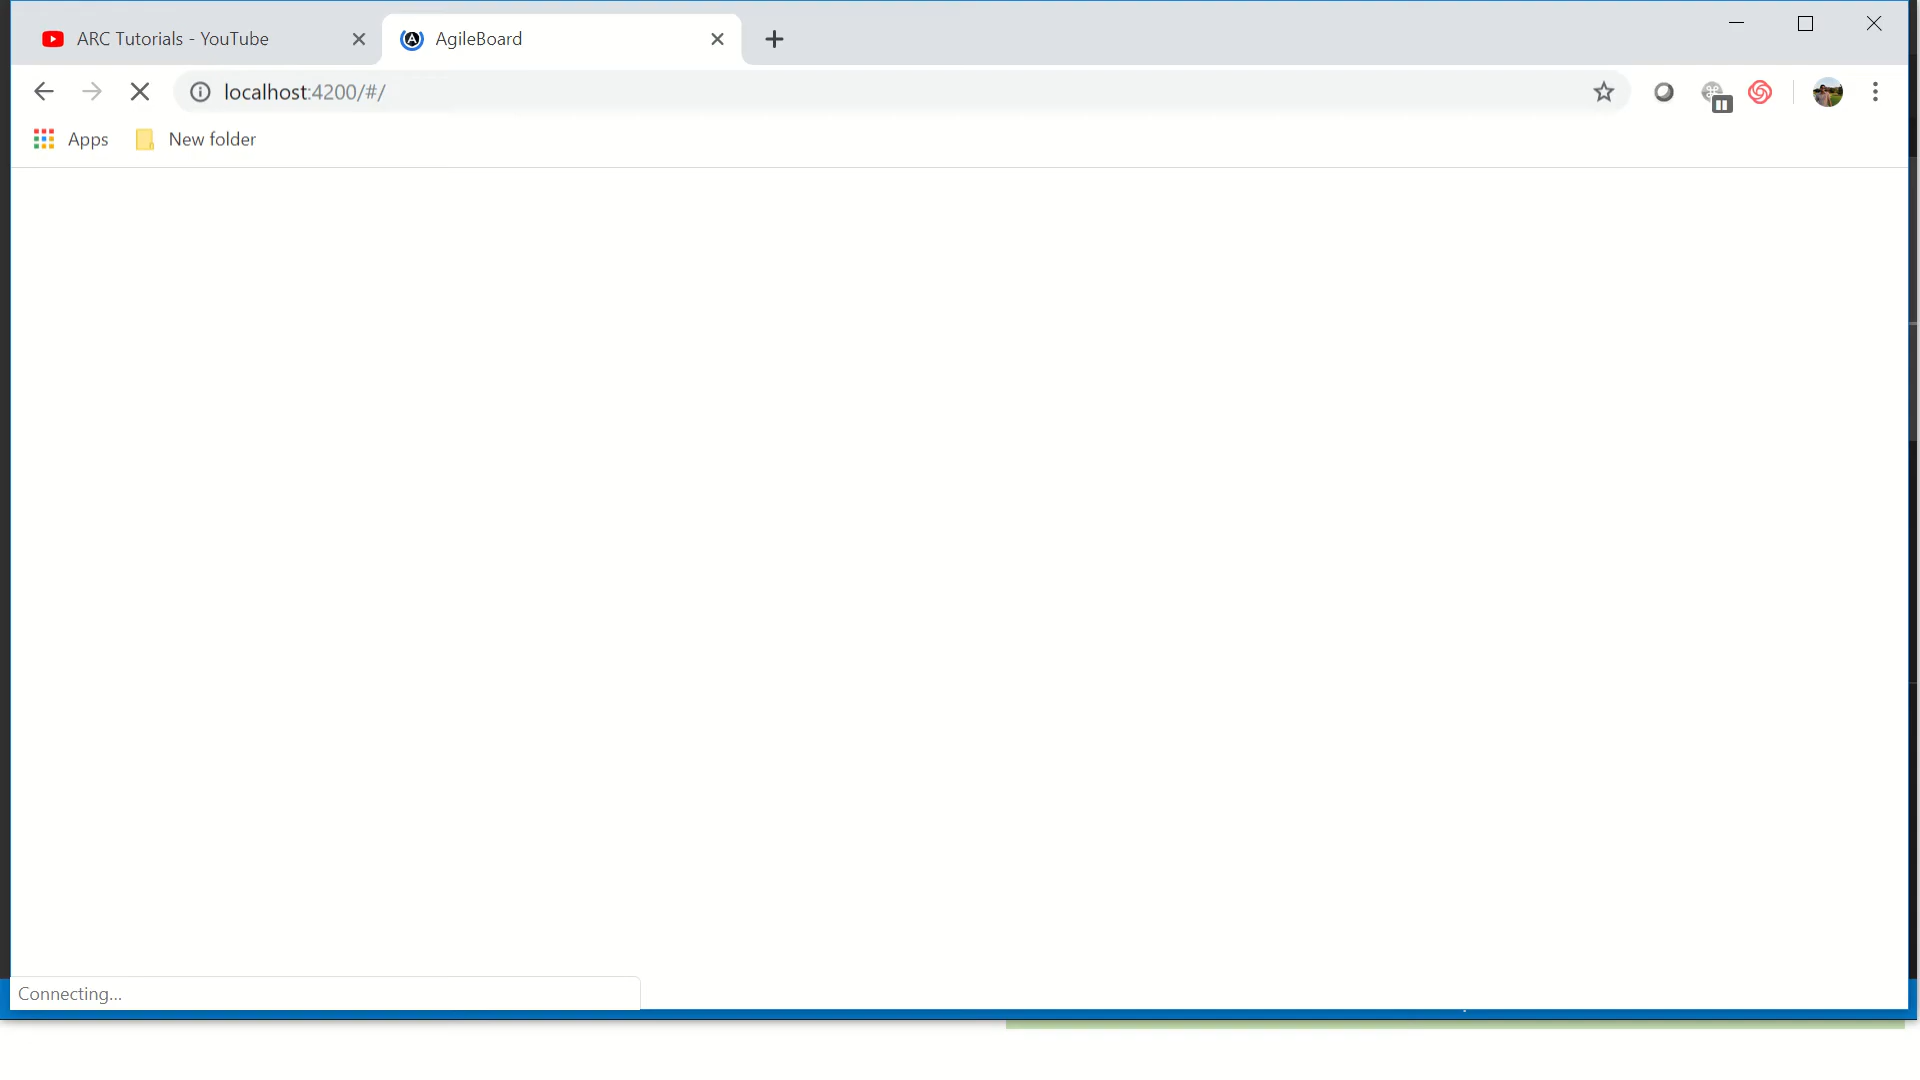 ARC Tutorials - YouTube
AgileBoard
localhost:4200/#/
Apps
New folder
Connecting...